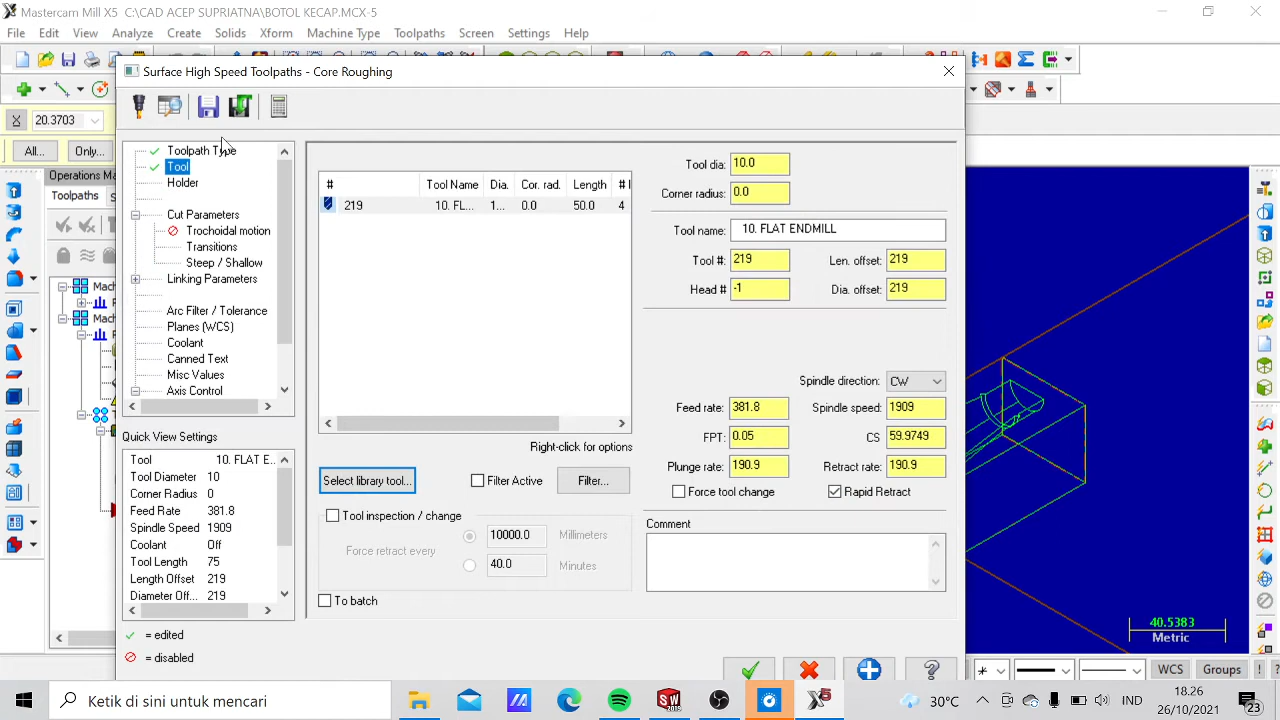 Mastercam Mill X5 C:\CAD ACEP SUPRIATNA\BOTOL KECAP.MCX-5
File Edit View Analyze Create Solids Xform Machine Type Toolpaths Screen Settings Help
Surface High Speed Toolpaths - Core Roughing
20.3703
All... Only...
Operations Ma
Toolpaths
Mach
Mach
Toolpath Type
Tool
Holder
Cut Parameters
Trochoidal motion
Transitions
Steep / Shallow
Linking Parameters
Arc Filter / Tolerance
Planes (WCS)
Coolant
Canned Text
Misc Values
Axis Control
Quick View Settings
Tool 10. FLAT E...
Tool Diameter 10
Corner Radius 0
Feed Rate 381.8
Spindle Speed 1909
Coolant Off
Tool Length 75
Length Offset 219
Diameter Off... 219
= edited
= disabled
# Tool Name Dia. Cor. rad. Length # 
219 10. FL... 1... 0.0 50.0 4
Right-click for options
Select library tool... Filter Active Filter...
Tool inspection / change
Force retract every 10000.0 Millimeters
40.0 Minutes
To batch
Tool dia: 10.0
Corner radius: 0.0
Tool name: 10. FLAT ENDMILL
Tool #: 219 Len. offset: 219
Head # -1 Dia. offset: 219
Spindle direction: CW
Feed rate: 381.8 Spindle speed: 1909
FPT: 0.05 CS 59.9749
Plunge rate: 190.9 Retract rate: 190.9
Force tool change Rapid Retract
Comment
40.5383
Metric
WCS Groups
Ketik di sini untuk mencari
30°C IND 18.26
26/10/2021
23